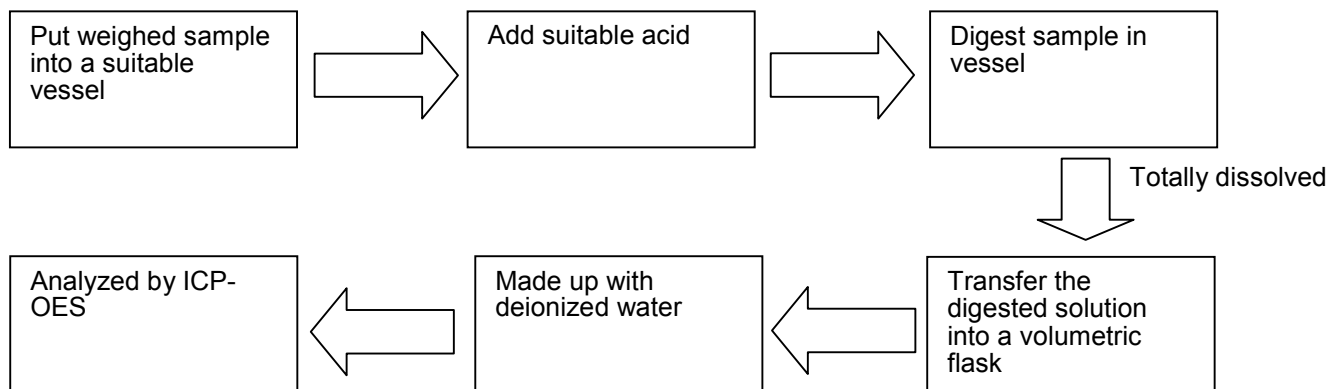 Put weighed sample
into a suitable
vessel
Add suitable acid
Digest sample in
vessel
Totally dissolved
Transfer the
digested solution
into a volumetric
flask
Made up with
deionized water
Analyzed by ICP-
OES